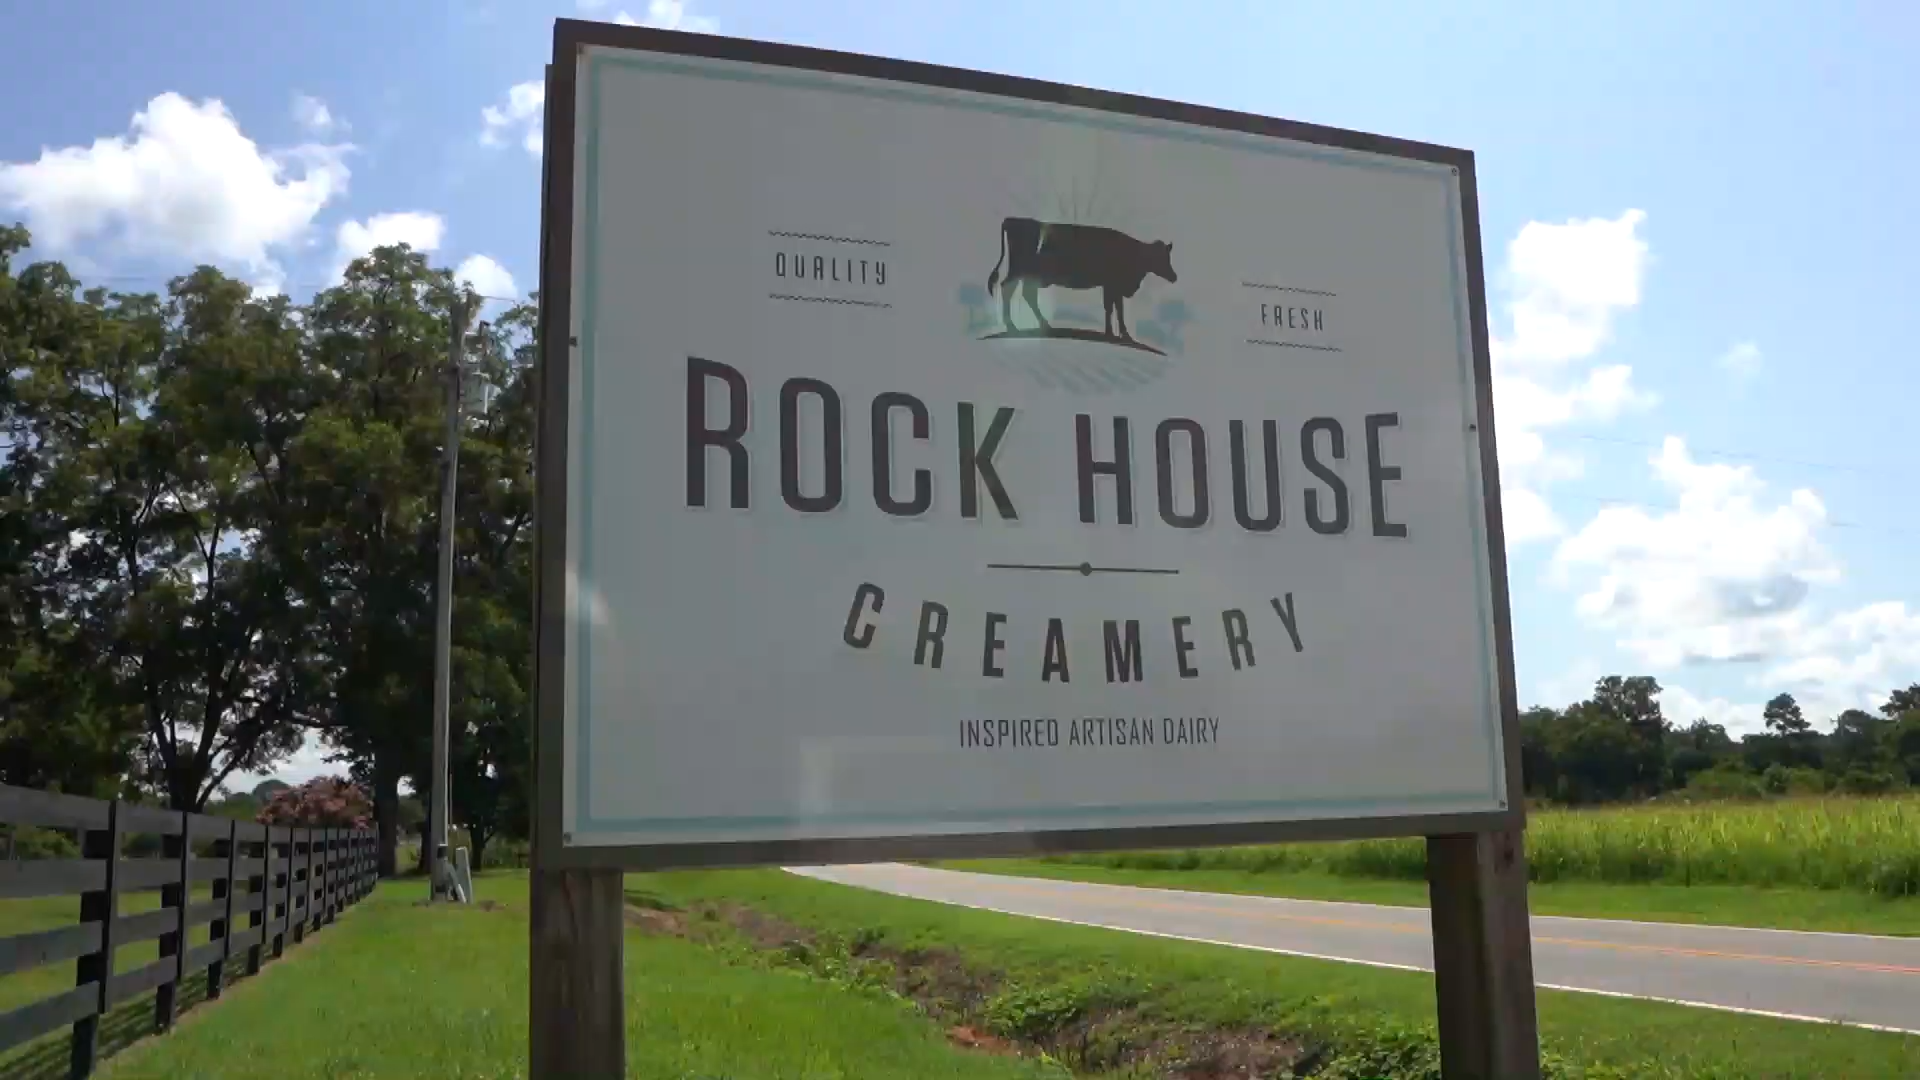 QUALITY
FRESH
ROCK HOUSE
CREAMERY
INSPIRED ARTISAN DAIRY